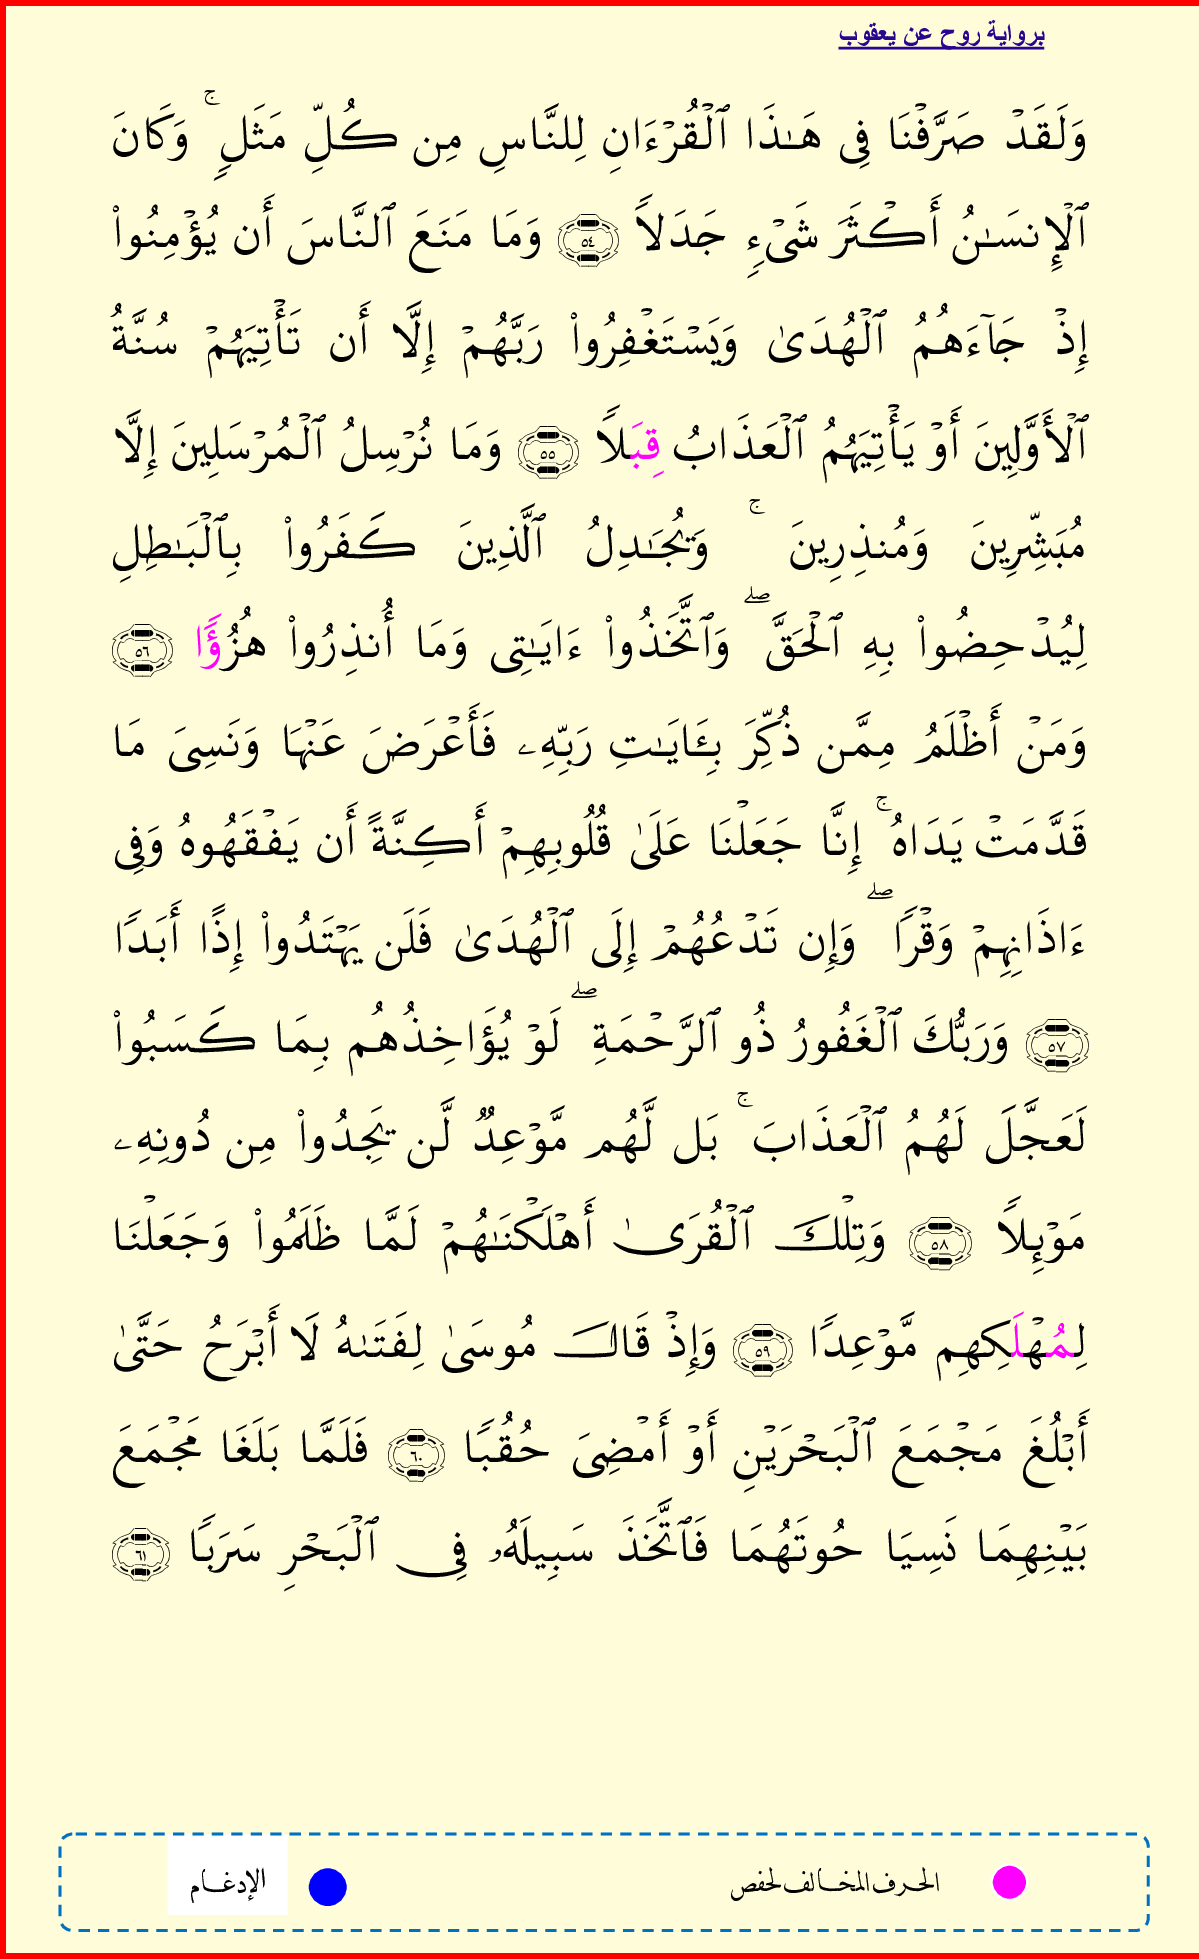 برواية روح عن يعقوب
وَلَقَدۡ صَرَّفۡنَا فِي هَـٰذَا ٱلۡقُرۡءَانِ لِلنَّاسِ مِن كُلِّ مَثَلٖۚ وَكَانَ
ٱلۡإِنسَـٰنُ أَكۡثَرَ شَيۡءٖ جَدَلٗا ٥٤ وَمَا مَنَعَ ٱلنَّاسَ أَن يُؤۡمِنُواْ
إِذۡ جَآءَهُمُ ٱلۡهُدَىٰ وَيَسۡتَغۡفِرُواْ رَبَّهُمۡ إِلَّا أَن تَأۡتِيَهُمۡ سُنَّةُ
ٱلۡأَوَّلِينَ أَوۡ يَأۡتِيَهُمُ ٱلۡعَذَابُ قِبَلٗا ٥٥ وَمَا نُرۡسِلُ ٱلۡمُرۡسَلِينَ إِلَّا
مُبَشِّرِينَ وَمُنذِرِينَۚ وَيُجَـٰدِلُ ٱلَّذِينَ كَفَرُواْ بِٱلۡبَـٰطِلِ
لِيُدۡحِضُواْ بِهِ ٱلۡحَقَّۖ وَٱتَّخَذُواْ ءَايَـٰتِي وَمَا أُنذِرُواْ هُزُؤٗا ٥٦
وَمَنۡ أَظۡلَمُ مِمَّن ذُكِّرَ بِـَٔايَـٰتِ رَبِّهِۦ فَأَعۡرَضَ عَنۡهَا وَنَسِيَ مَا
قَدَّمَتۡ يَدَاهُۚ إِنَّا جَعَلۡنَا عَلَىٰ قُلُوبِهِمۡ أَكِنَّةً أَن يَفۡقَهُوهُ وَفِي
ءَاذَانِهِمۡ وَقۡرٗاۖ وَإِن تَدۡعُهُمۡ إِلَى ٱلۡهُدَىٰ فَلَن يَهۡتَدُواْ إِذًا أَبَدٗا
٥٧ وَرَبُّكَ ٱلۡغَفُورُ ذُو ٱلرَّحۡمَةِۖ لَوۡ يُؤَاخِذُهُم بِمَا كَسَبُواْ
لَعَجَّلَ لَهُمُ ٱلۡعَذَابَۚ بَل لَّهُم مَّوۡعِدٞ لَّن يَجِدُواْ مِن دُونِهِۦ
مَوۡئِلٗا ٥٨ وَتِلۡكَ ٱلۡقُرَىٰ أَهۡلَكۡنَـٰهُمۡ لَمَّا ظَلَمُواْ وَجَعَلۡنَا
لِمُهۡلَكِهِم مَّوۡعِدٗا ٥٩ وَإِذۡ قَالَ مُوسَىٰ لِفَتَىٰهُ لَا أَبۡرَحُ حَتَّىٰ
أَبۡلُغَ مَجۡمَعَ ٱلۡبَحۡرَيۡنِ أَوۡ أَمۡضِيَ حُقُبٗا ٦٠ فَلَمَّا بَلَغَا مَجۡمَعَ
بَيۡنِهِمَا نَسِيَا حُوتَهُمَا فَٱتَّخَذَ سَبِيلَهُۥ فِي ٱلۡبَحۡرِ سَرَبٗا ٦١
الحرف المخالف لحفص
الإدغام